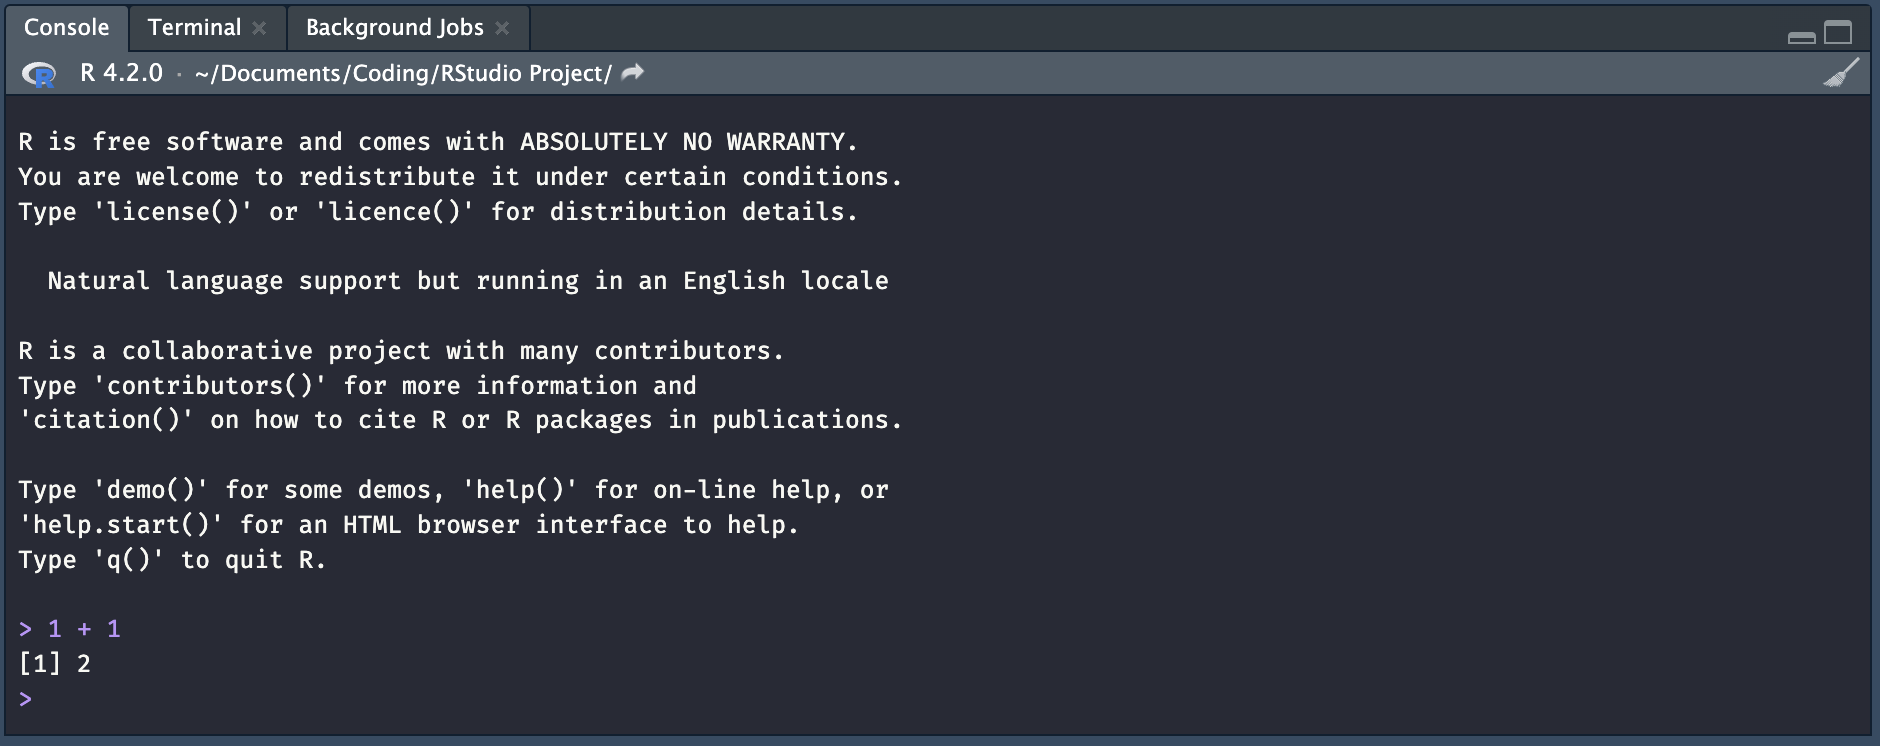 Console Terminal Background Jobs
R 4.2.0 · ~/Documents/Coding/RStudio Project/
R is free software and comes with ABSOLUTELY NO WARRANTY.
You are welcome to redistribute it under certain conditions.
Type 'license()' or 'licence()' for distribution details.
Natural language support but running in an English locale
R is a collaborative project with many contributors.
Type 'contributors()' for more information and
'citation()' on how to cite R or R packages in publications.
Type 'demo()' for some demos, 'help()' for on-line help, or
'help.start()' for an HTML browser interface to help.
Type 'q()' to quit R.
> 1 + 1
[1] 2
>